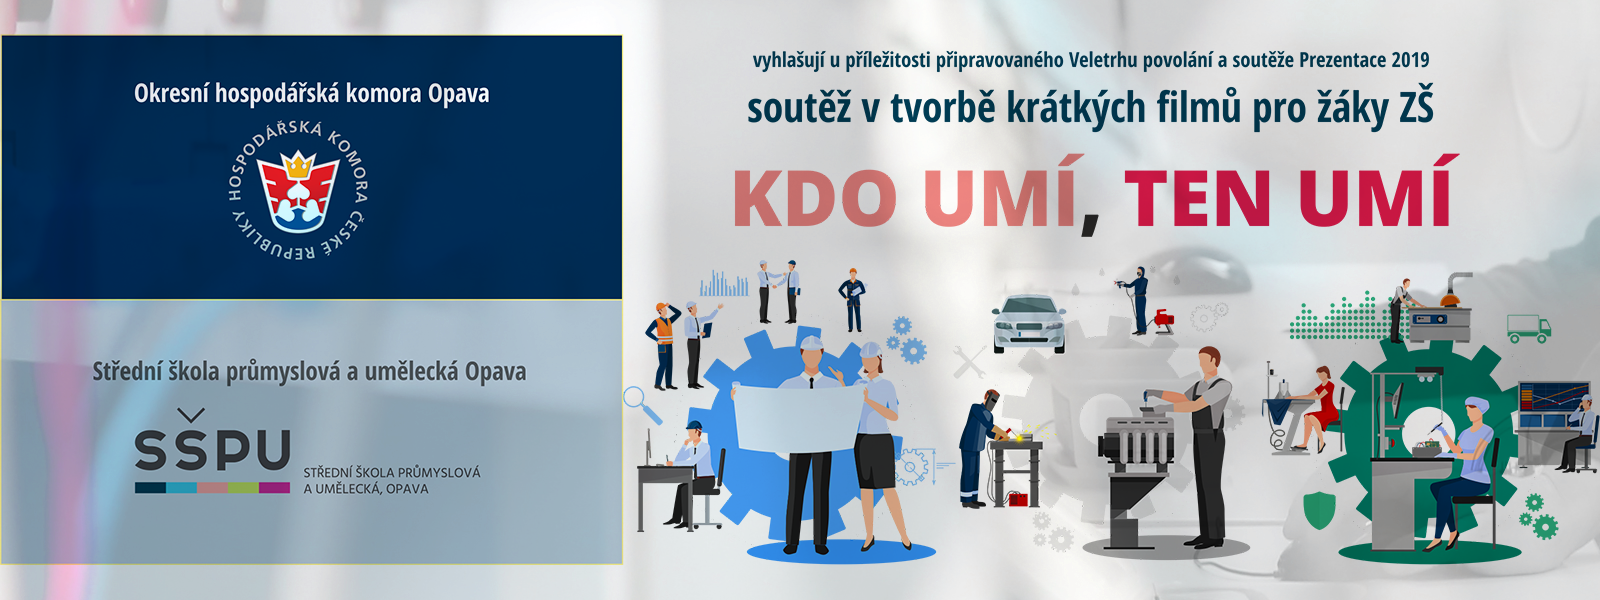 Okresní hospodářská komora Opava
HOSPODÁŘSKÁ KOMORA ČESKÉ REPUBLIKY
Střední škola průmyslová a umělecká Opava
SŠPU
STŘEDNÍ ŠKOLA PRŮMYSLOVÁ
A UMĚLECKÁ, OPAVA
vyhlašují u příležitosti připravovaného Veletrhu povolání a soutěže Prezentace 2019
soutěž v tvorbě krátkých filmů pro žáky ZŠ
KDO UMÍ, TEN UMÍ